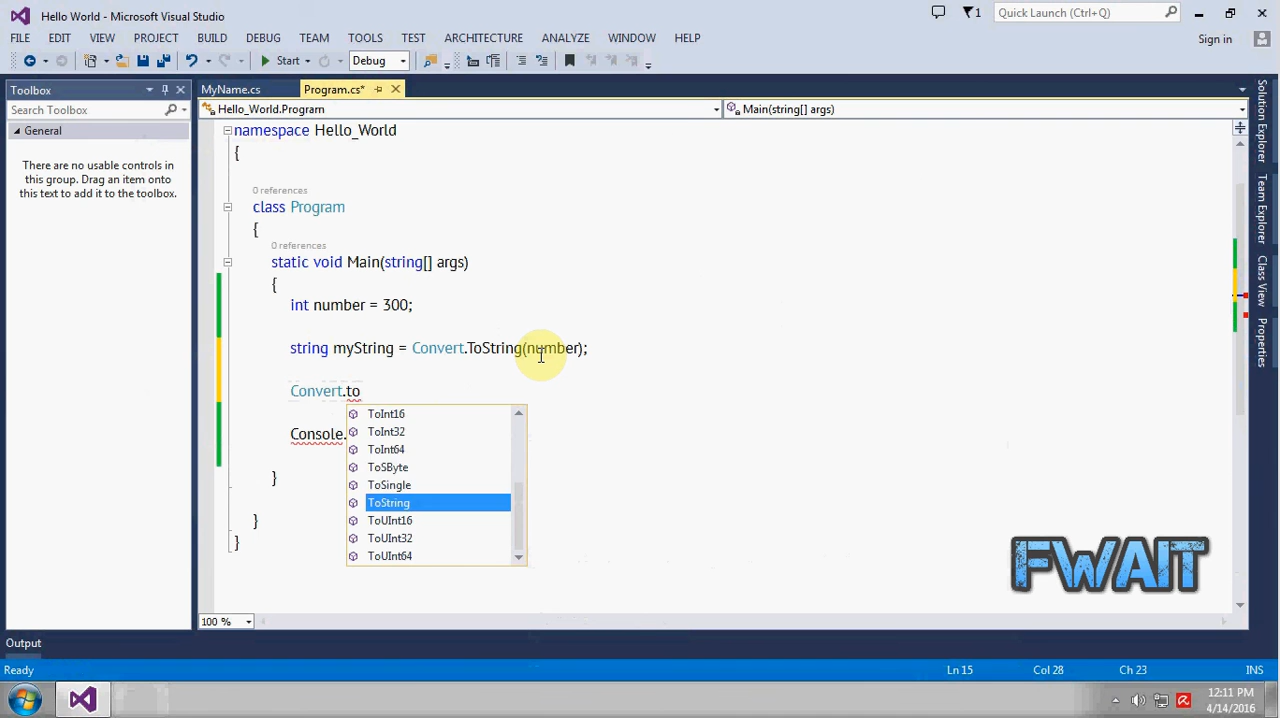 Hello World - Microsoft Visual Studio
1
Quick Launch (Ctrl+Q)
FILE EDIT VIEW PROJECT BUILD DEBUG TEAM TOOLS TEST ARCHITECTURE ANALYZE WINDOW HELP
Sign in
Start
Debug
Toolbox
Search Toolbox
General
There are no usable controls in
this group. Drag an item onto
this text to add it to the toolbox.
MyName.cs
Program.cs*
Hello_World.Program
Main(string[] args)
namespace Hello_World
{
0 references
class Program
{
0 references
static void Main(string[] args)
{
int number = 300;
string myString = Convert.ToString(number);
Convert.to
ToInt16
ToInt32
Console.
ToInt64
ToSByte
}
ToSingle
ToString
}
ToUInt16
ToUInt32
}
ToUInt64
FWAIT
100 %
Solution Explorer
Team Explorer
Class View
Properties
Output
Ready
Ln 15
Col 28
Ch 23
INS
12:11 PM
4/14/2016